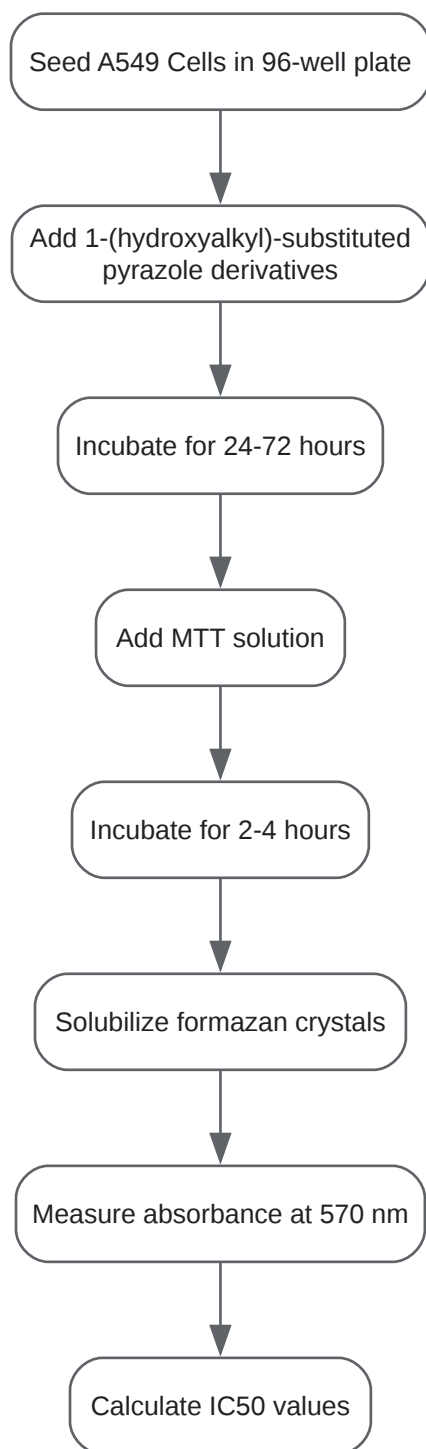 Seed A549 Cells in 96-well plate
Add 1-(hydroxyalkyl)-substituted
pyrazole derivatives
Incubate for 24-72 hours
Add MTT solution
Incubate for 2-4 hours
Solubilize formazan crystals
Measure absorbance at 570 nm
Calculate IC50 values